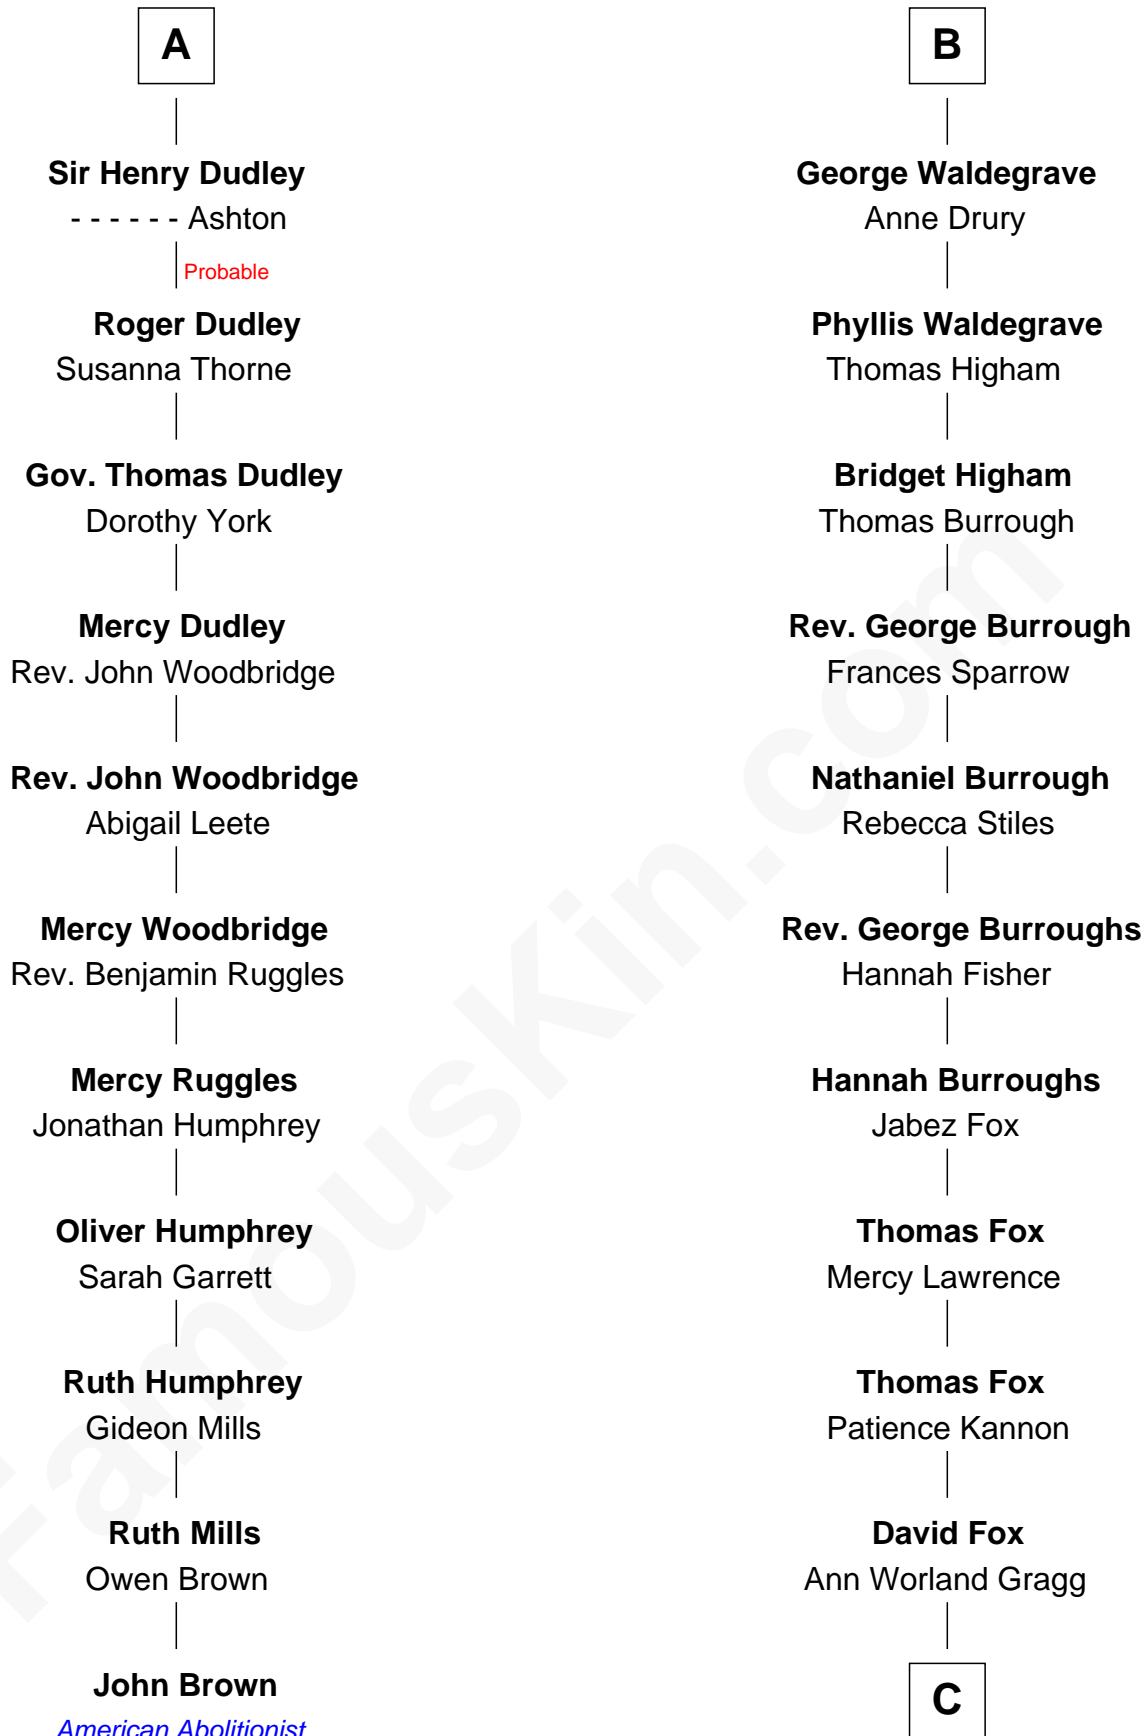 A
Sir Henry Dudley
- - - - - - Ashton
Probable
Roger Dudley
Susanna Thorne
Gov. Thomas Dudley
Dorothy York
Mercy Dudley
Rev. John Woodbridge
Rev. John Woodbridge
Abigail Leete
Mercy Woodbridge
Rev. Benjamin Ruggles
Mercy Ruggles
Jonathan Humphrey
Oliver Humphrey
Sarah Garrett
Ruth Humphrey
Gideon Mills
Ruth Mills
Owen Brown
John Brown
American Abolitionist
B
George Waldegrave
Anne Drury
Phyllis Waldegrave
Thomas Higham
Bridget Higham
Thomas Burrough
Rev. George Burrough
Frances Sparrow
Nathaniel Burrough
Rebecca Stiles
Rev. George Burroughs
Hannah Fisher
Hannah Burroughs
Jabez Fox
Thomas Fox
Mercy Lawrence
Thomas Fox
Patience Kannon
David Fox
Ann Worland Gragg
C
FamousKin.com